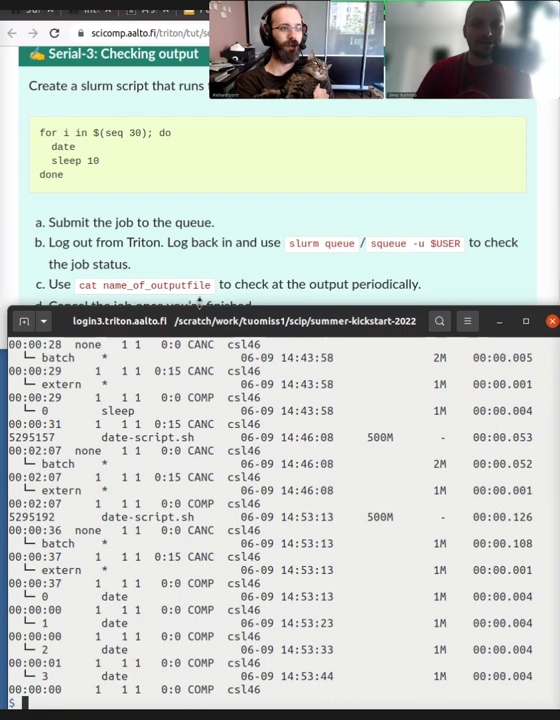 scicomp.aalto.fi/triton/tut/se
✍ Serial-3: Checking output
Create a slurm script that runs
for i in $(seq 30); do
  date
  sleep 10
done
a. Submit the job to the queue.
b. Log out from Triton. Log back in and use slurm queue / squeue -u $USER to check
the job status.
c. Use cat name_of_outputfile to check at the output periodically.
d. Cancel the job once you're finished.
login3.triton.aalto.fi /scratch/work/tuomiss1/scip/summer-kickstart-2022
00:00:28 none 1 1 1 0:0 CANC csl46
└─ batch * 06-09 14:43:58 2M 00:00.005
00:00:29 1 1 1 0:15 CANC csl46
└─ extern * 06-09 14:43:58 1M 00:00.001
00:00:29 1 1 1 0:0 COMP csl46
└─ 0 sleep 06-09 14:43:58 1M 00:00.004
00:00:31 1 1 1 0:15 CANC csl46
5295157 date-script.sh 06-09 14:46:08 500M - 00:00.053
00:02:07 none 1 1 1 0:0 CANC csl46
└─ batch * 06-09 14:46:08 2M 00:00.052
00:02:07 1 1 1 0:15 CANC csl46
└─ extern * 06-09 14:46:08 1M 00:00.001
00:02:07 1 1 1 0:0 COMP csl46
5295192 date-script.sh 06-09 14:53:13 500M - 00:00.126
00:00:36 none 1 1 1 0:0 CANC csl46
└─ batch * 06-09 14:53:13 1M 00:00.108
00:00:37 1 1 1 0:15 CANC csl46
└─ extern * 06-09 14:53:13 1M 00:00.001
00:00:37 1 1 1 0:0 COMP csl46
└─ 0 date 06-09 14:53:13 1M 00:00.004
00:00:00 1 1 1 0:0 COMP csl46
└─ 1 date 06-09 14:53:23 1M 00:00.004
00:00:00 1 1 1 0:0 COMP csl46
└─ 2 date 06-09 14:53:33 1M 00:00.004
00:00:01 1 1 1 0:0 COMP csl46
└─ 3 date 06-09 14:53:44 1M 00:00.004
00:00:00 1 1 1 0:0 COMP csl46
$